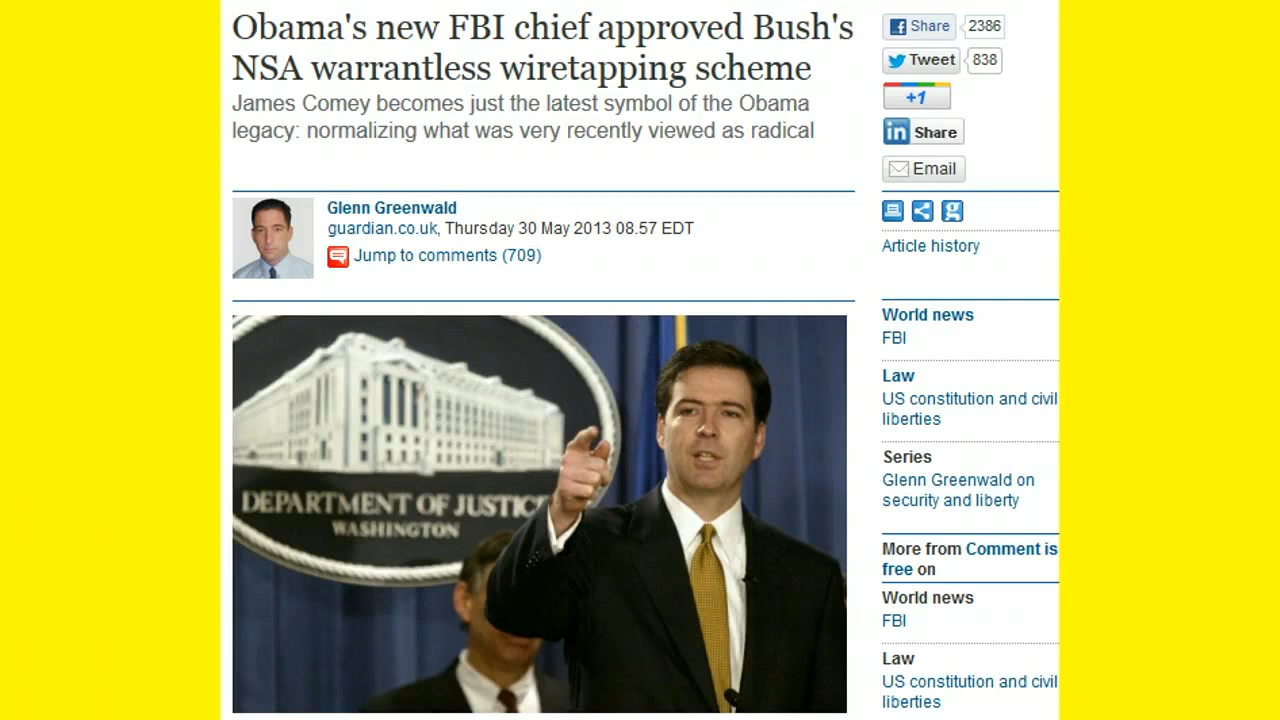 Obama's new FBI chief approved Bush's
NSA warrantless wiretapping scheme
James Comey becomes just the latest symbol of the Obama
legacy: normalizing what was very recently viewed as radical
Glenn Greenwald
guardian.co.uk, Thursday 30 May 2013 08.57 EDT
Jump to comments (709)
DEPARTMENT OF JUSTICE
WASHINGTON
Share 2386
Tweet 838
+1
in Share
Email
g
Article history
World news
FBI
Law
US constitution and civil
liberties
Series
Glenn Greenwald on
security and liberty
More from Comment is
free on
World news
FBI
Law
US constitution and civil
liberties